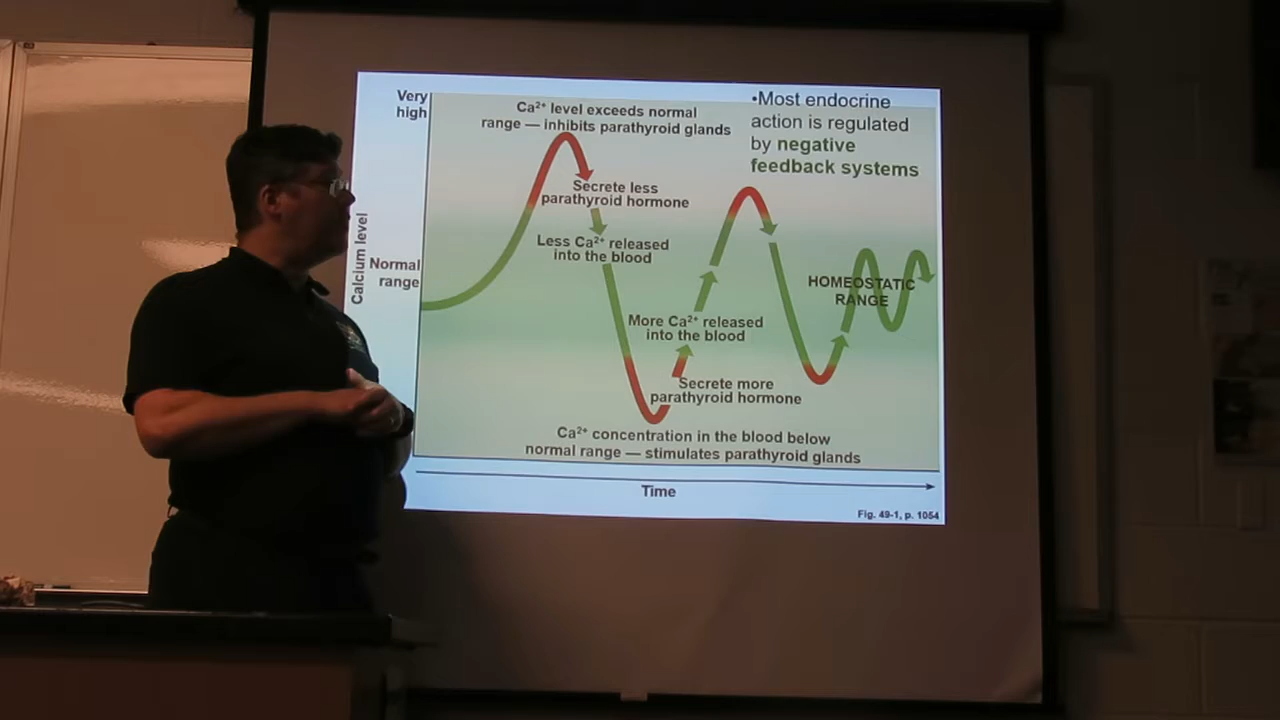 Very
high
Ca²⁺ level exceeds normal
range — inhibits parathyroid glands
•Most endocrine
action is regulated
by negative
feedback systems
Secrete less
parathyroid hormone
Less Ca²⁺ released
into the blood
Calcium level
Normal
range
HOMEOSTATIC
RANGE
More Ca²⁺ released
into the blood
Secrete more
parathyroid hormone
Ca²⁺ concentration in the blood below
normal range — stimulates parathyroid glands
Time
Fig. 49-1, p. 1054